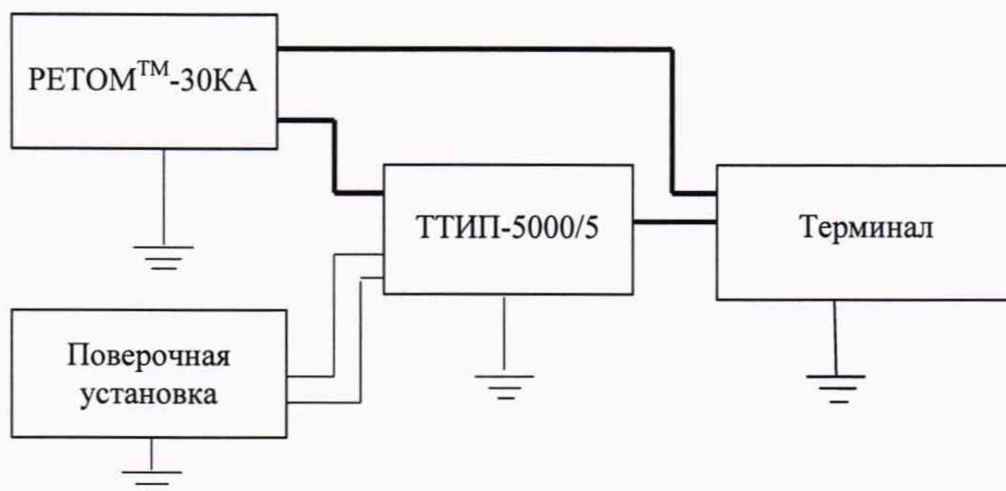 РЕТОМ™-30КА
ТТИП-5000/5
Терминал
Поверочная
установка